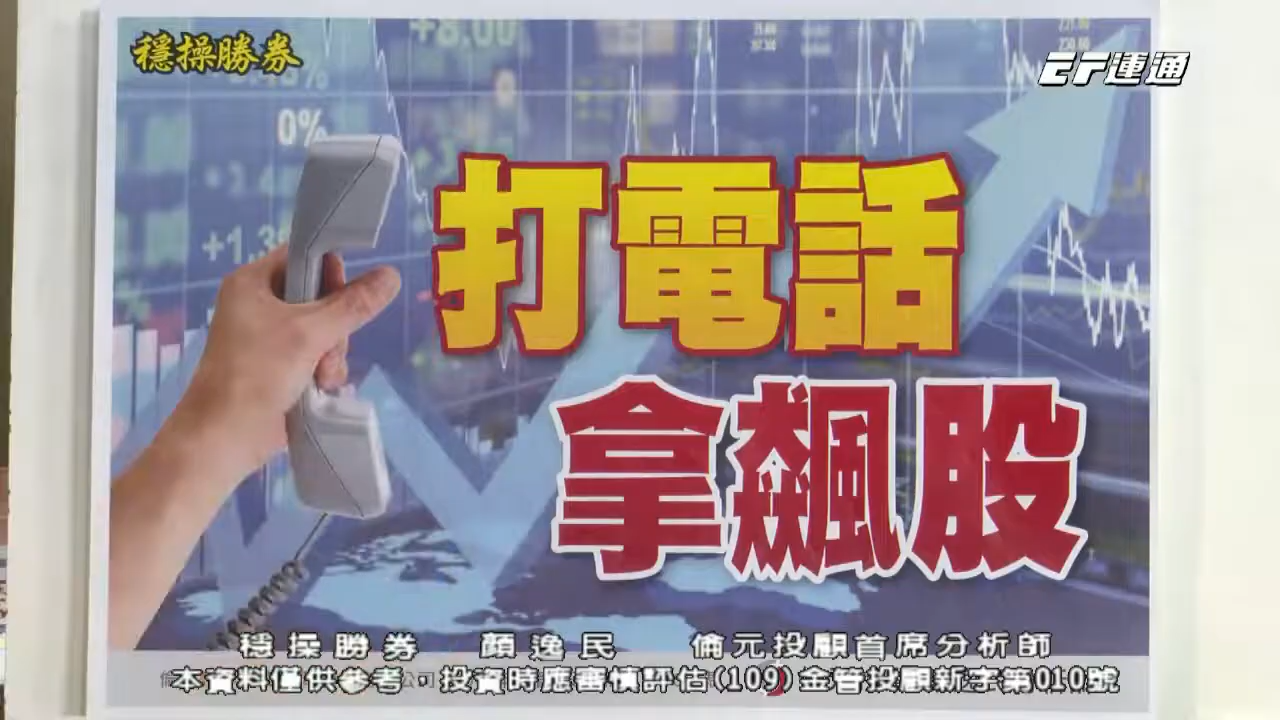 穩操勝券
EF運通
+8.00
0%
打電話
拿飆股
穩操勝券 顏逸民 倫元投顧首席分析師
本資料僅供參考，投資時應審慎評估(109)金管投顧新字第010號